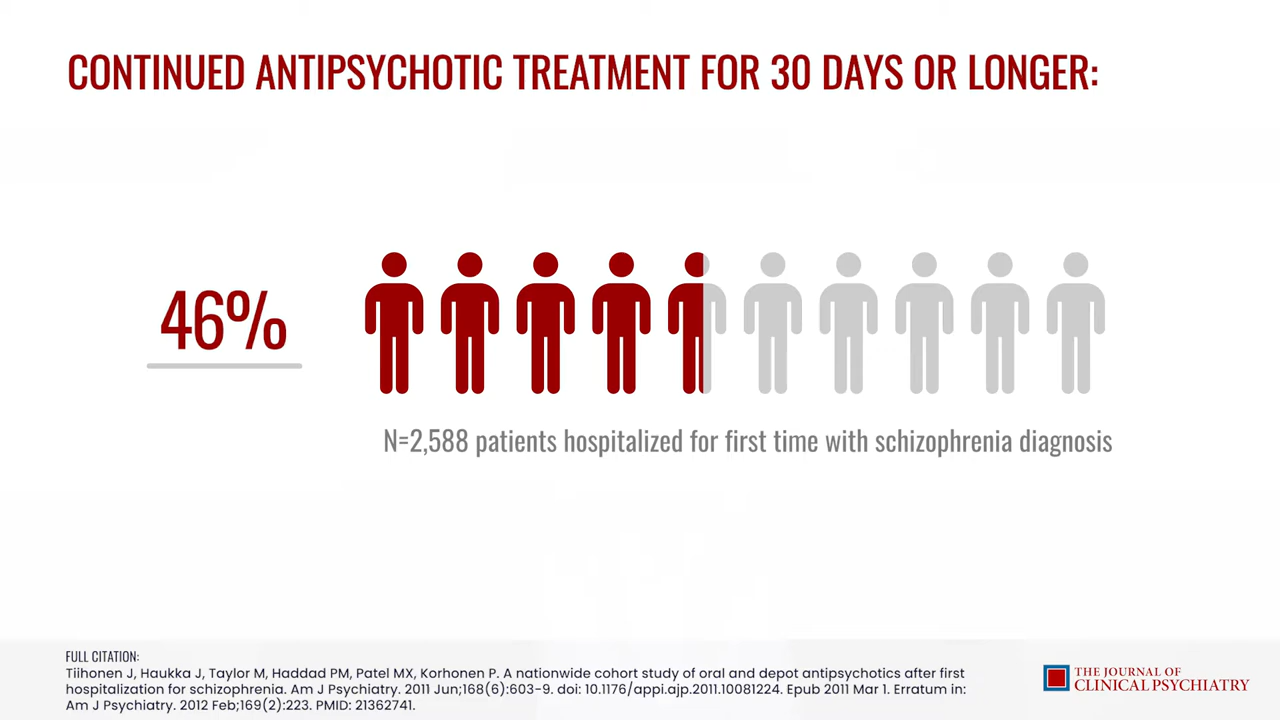 CONTINUED ANTIPSYCHOTIC TREATMENT FOR 30 DAYS OR LONGER:
46%
N=2,588 patients hospitalized for first time with schizophrenia diagnosis
FULL CITATION:
Tiihonen J, Haukka J, Taylor M, Haddad PM, Patel MX, Korhonen P. A nationwide cohort study of oral and depot antipsychotics after first
hospitalization for schizophrenia. Am J Psychiatry. 2011 Jun;168(6):603-9. doi: 10.1176/appi.ajp.2011.10081224. Epub 2011 Mar 1. Erratum in:
Am J Psychiatry. 2012 Feb;169(2):223. PMID: 21362741.
THE JOURNAL OF
CLINICAL PSYCHIATRY